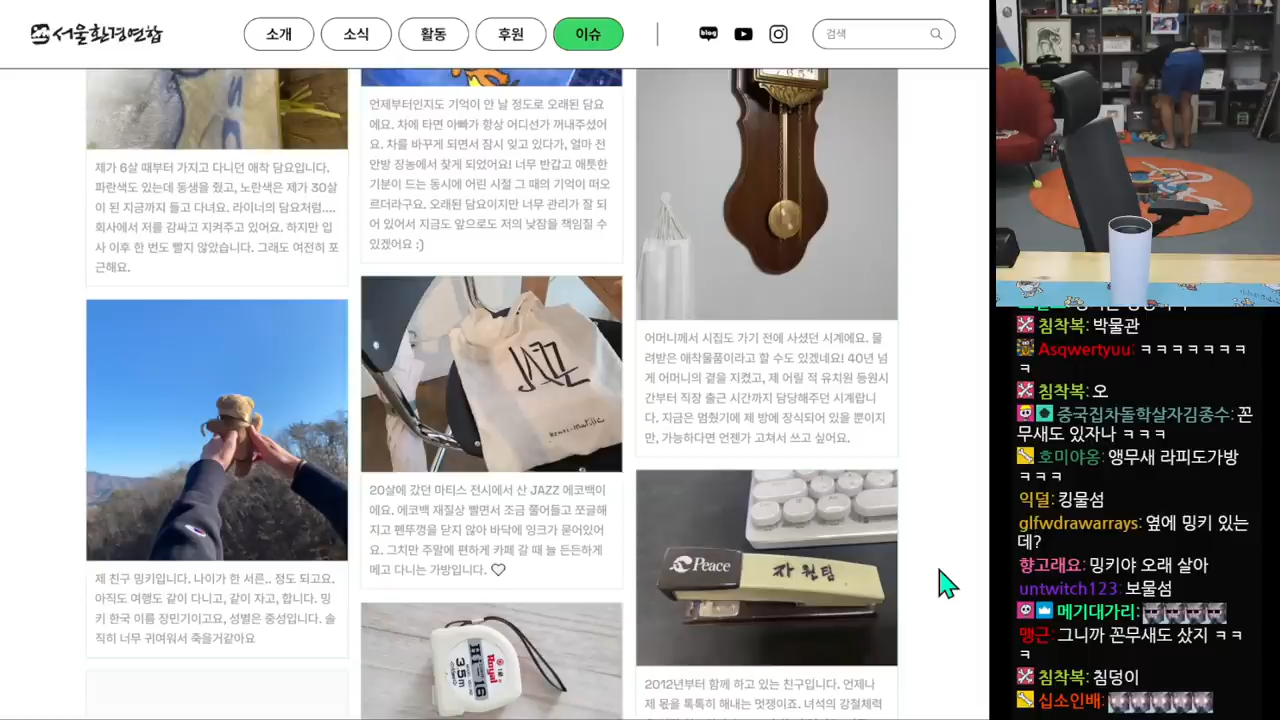 서울환경연합
소개
소식
활동
후원
이슈
blog
검색
제가 6살 때부터 가지고 다니던 애착 담요입니다.
파란색도 있는데 동생을 줬고, 노란색은 제가 30살
이 된 지금까지 들고 다녀요. 라이너의 담요처럼....
회사에서 저를 감싸고 지켜주고 있어요. 하지만 입
사 이후 한 번도 빨지 않았습니다. 그래도 여전히 포
근해요.
제 친구 밍키입니다. 나이가 한 서른.. 정도 되고요.
아직도 여행도 같이 다니고, 같이 자고, 합니다. 밍
키 한국 이름 장민기이고요, 성별은 중성입니다. 솔
직히 너무 귀여워서 죽을거같아요
언제부터인지도 기억이 안 날 정도로 오래된 담요
에요. 차에 타면 아빠가 항상 어디선가 꺼내주셨어
요. 차를 바꾸게 되면서 잠시 잊고 있다가, 얼마 전
안방 장농에서 찾게 되었어요! 너무 반갑고 애틋한
기분이 드는 동시에 어린 시절 그 때의 기억이 떠오
르더라구요. 오래된 담요이지만 너무 관리가 잘 되
어 있어서 지금도 앞으로도 저의 낮잠을 책임질 수
있겠어요 :)
JAZZ
henri-matisse
20살에 갔던 마티스 전시에서 산 JAZZ 에코백이
에요. 에코백 재질상 빨면서 조금 줄어들고 쪼글해
지고 펜뚜껑을 닫지 않아 바닥에 잉크가 묻어있어
요. 그치만 주말에 편하게 카페 갈 때 늘 든든하게
메고 다니는 가방입니다. ♡
Royal
Hi
16
3.5m
어머니께서 시집도 가기 전에 사셨던 시계에요. 물
려받은 애착물품이라고 할 수도 있겠네요! 40년 넘
게 어머니의 곁을 지켰고, 제 어릴 적 유치원 등원시
간부터 직장 출근 시간까지 담당해주던 시계랍니
다. 지금은 멈췄기에 제 방에 장식되어 있을 뿐이지
만, 가능하다면 언젠가 고쳐서 쓰고 싶어요.
Peace
자원팀
2012년부터 함께 하고 있는 친구입니다. 언제나
제 몫을 톡톡히 해내는 멋쟁이죠. 녀석의 강철체력
침착복: 박물관
Asqwertyuu: ㅋㅋㅋㅋㅋㅋㅋ
ㅋ
침착복: 오
중국집차돌학살자김종수: 꼰
무새도 있자나 ㅋㅋㅋ
호미야옹: 앵무새 라피도가방
ㅋㅋㅋ
익덜: 킹물섬
glfwdrawarrays: 옆에 밍키 있는
데?
향고래요: 밍키야 오래 살아
untwitch123: 보물섬
메기대가리:
맹근: 그니까 꼰무새도 샀지 ㅋㅋ
ㅋ
침착복: 침덩이
십소인배: